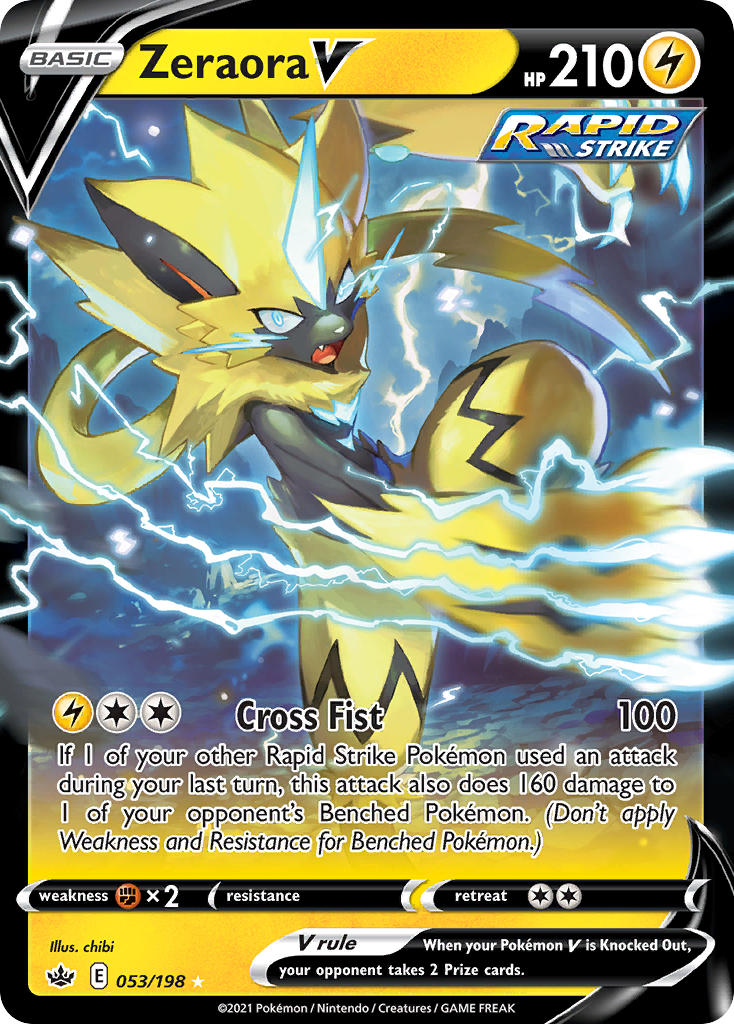 BASIC Zeraora V HP 210
RAPID STRIKE
Cross Fist 100
If 1 of your other Rapid Strike Pokémon used an attack
during your last turn, this attack also does 160 damage to
1 of your opponent's Benched Pokémon. (Don't apply
Weakness and Resistance for Benched Pokémon.)
weakness ×2 resistance retreat
Illus. chibi
V rule When your Pokémon V is Knocked Out,
your opponent takes 2 Prize cards.
E 053/198
©2021 Pokémon / Nintendo / Creatures / GAME FREAK